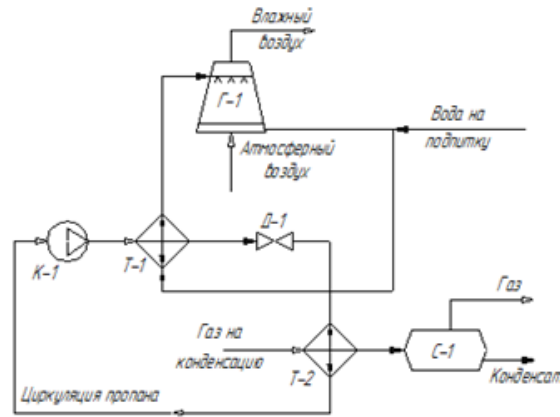 Влажный
воздух
Г-1
Вода на
подпитку
Атмосферный
воздух
Д-1
К-1
Т-1
Газ
Газ на
конденсацию
С-1
Т-2
Конденсат
Циркуляция пропана